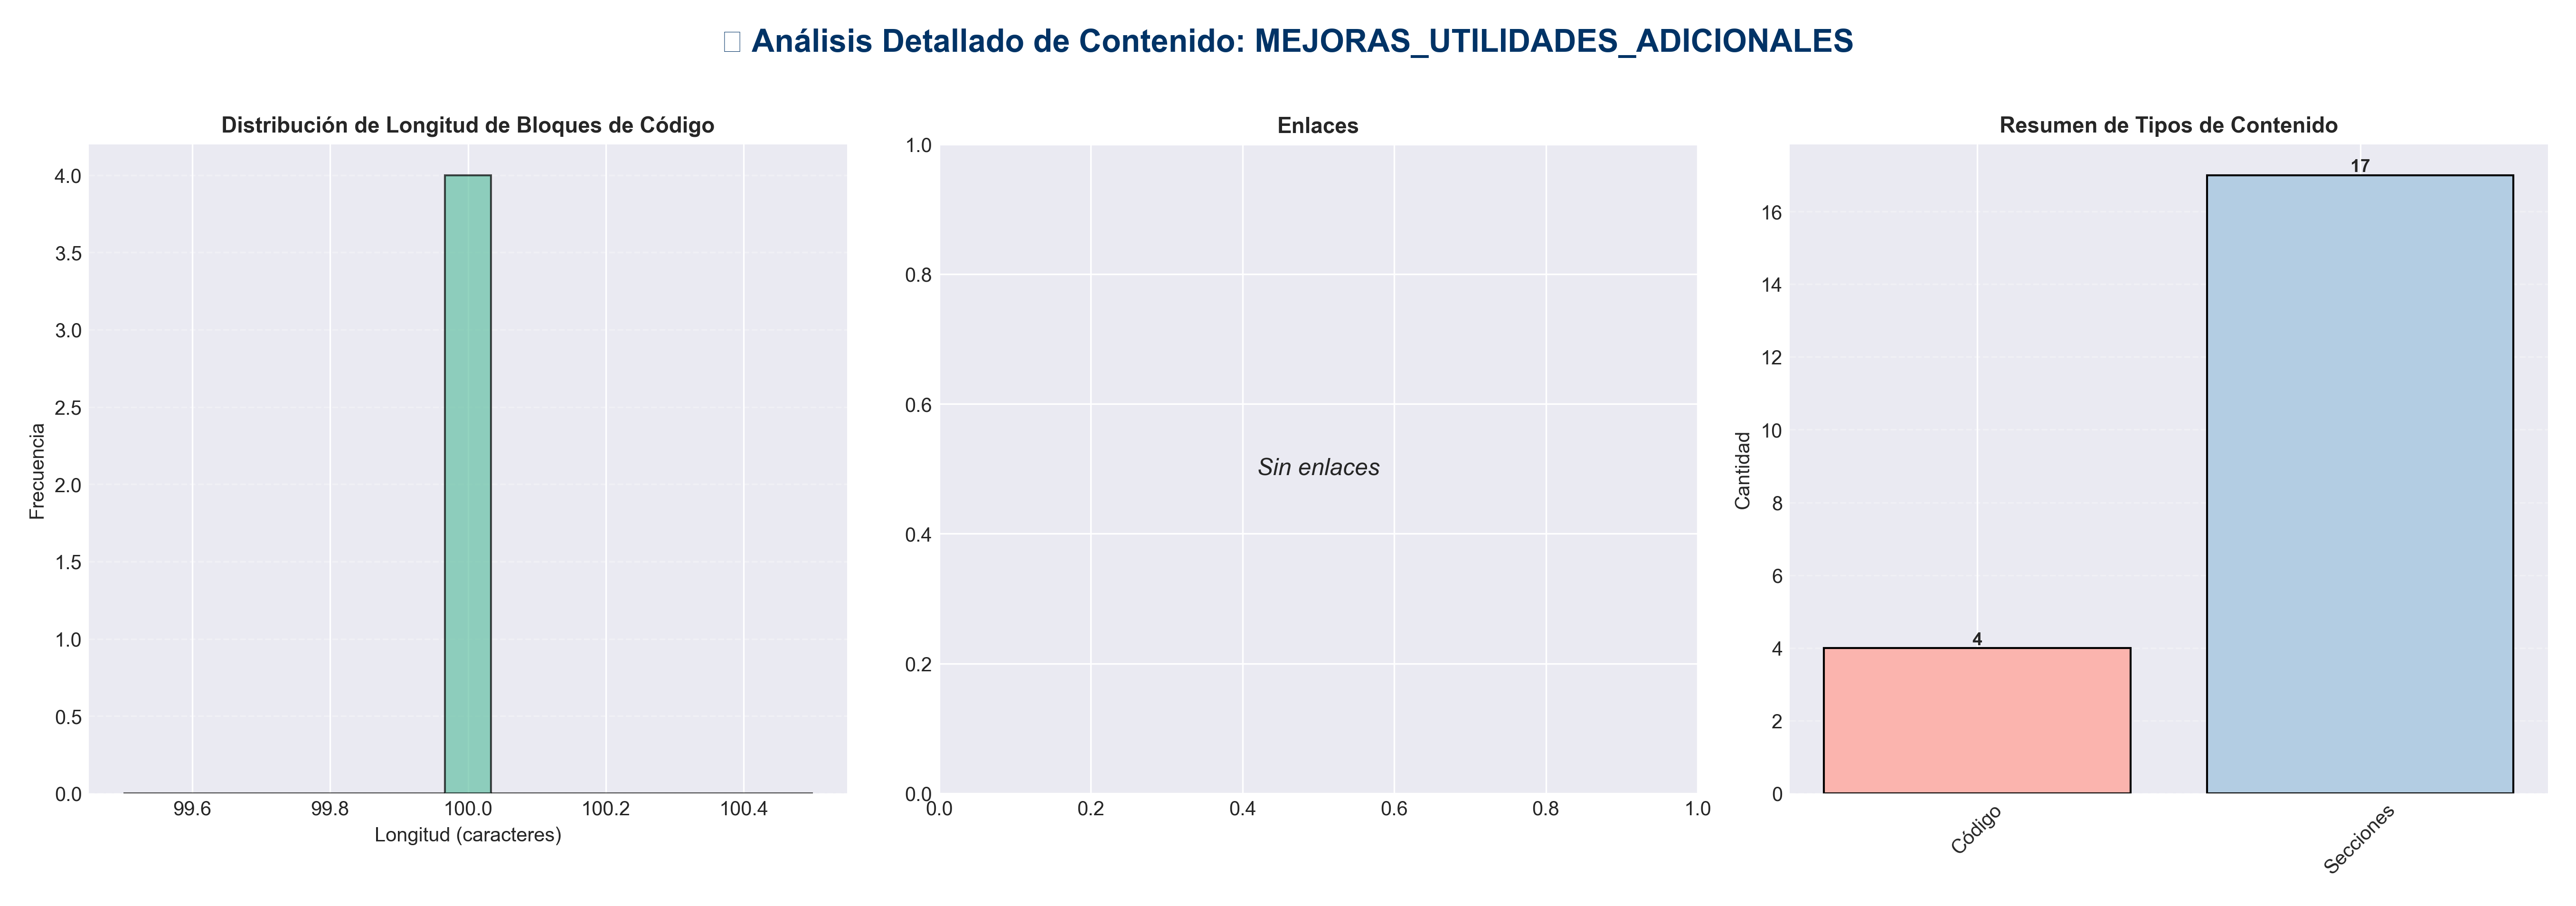 Análisis Detallado de Contenido: MEJORAS_UTILIDADES_ADICIONALES
Distribución de Longitud de Bloques de Código
4.0
3.5
3.0
2.5
2.0
1.5
1.0
0.5
0.0
Frecuencia
99.6 99.8 100.0 100.2 100.4
Longitud (caracteres)
Enlaces
1.0
0.8
0.6
0.4
0.2
0.0
Sin enlaces
0.0 0.2 0.4 0.6 0.8 1.0
Resumen de Tipos de Contenido
16
14
12
10
8
6
4
2
0
Cantidad
4
17
Código
Secciones